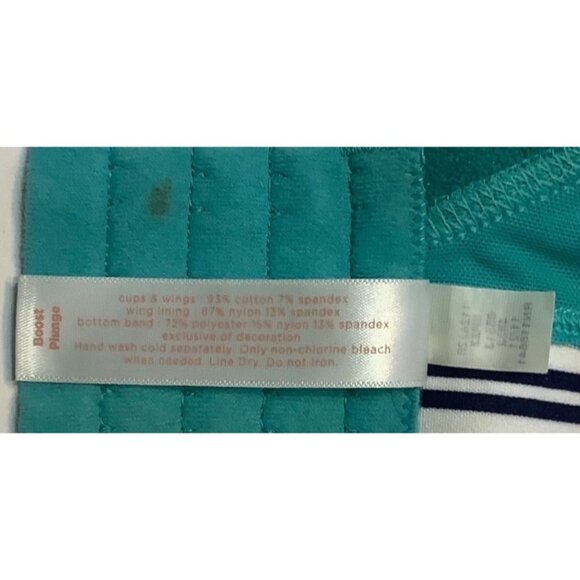 Boost
Plunge
cups & wings : 93% cotton 7% spandex
wing lining : 87% nylon 13% spandex
bottom band : 72% polyester 15% nylon 13% spandex
exclusive of decoration
Hand wash cold separately. Only non-chlorine bleach
when needed. Line Dry. Do not Iron.